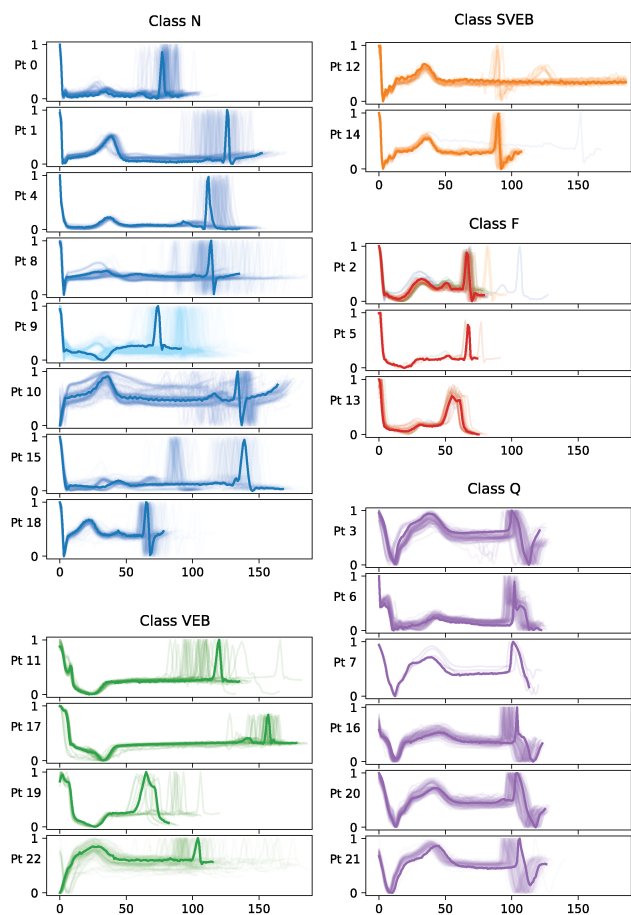 Class N
1
Pt 0
0
1
Pt 1
0
1
Pt 4
0
1
Pt 8
0
1
Pt 9
0
1
Pt 10
0
1
Pt 15
0
1
Pt 18
0
0 50 100 150
Class VEB
1
Pt 11
0
1
Pt 17
0
1
Pt 19
0
1
Pt 22
0
0 50 100 150
Class SVEB
1
Pt 12
0
1
Pt 14
0
0 50 100 150
Class F
1
Pt 2
0
1
Pt 5
0
1
Pt 13
0
0 50 100 150
Class Q
1
Pt 3
0
1
Pt 6
0
1
Pt 7
0
1
Pt 16
0
1
Pt 20
0
1
Pt 21
0
0 50 100 150